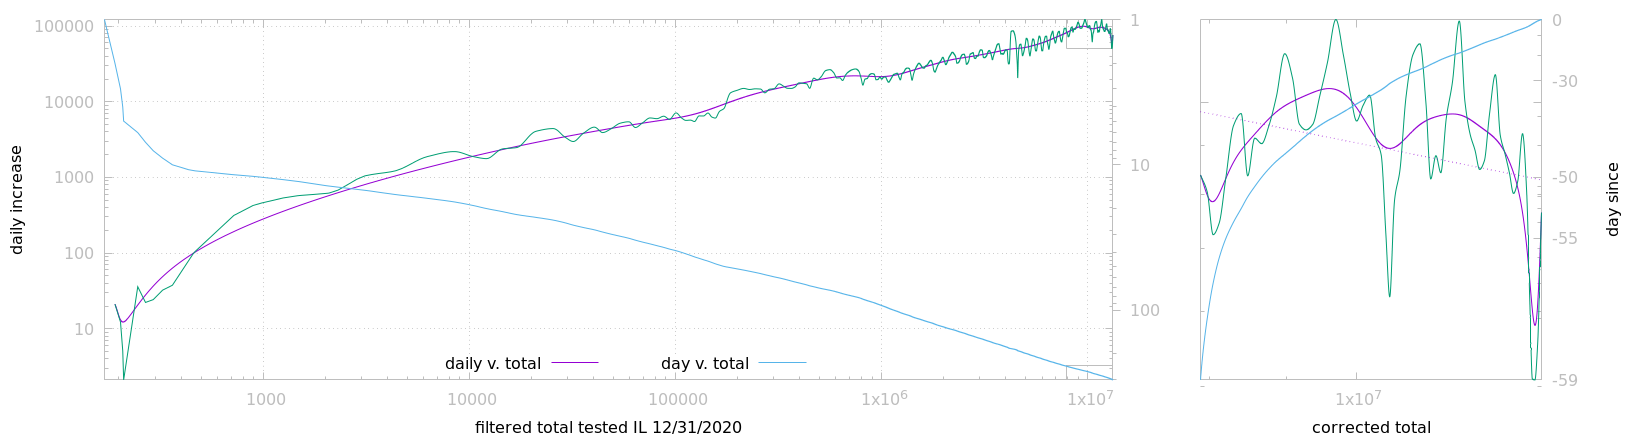 100000
10000
1000
100
10
daily increase
1
10
100
daily v. total
day v. total
1000
10000
100000
1x10^6
1x10^7
filtered total tested IL 12/31/2020
0
-30
-50
-55
-59
day since
1x10^7
corrected total